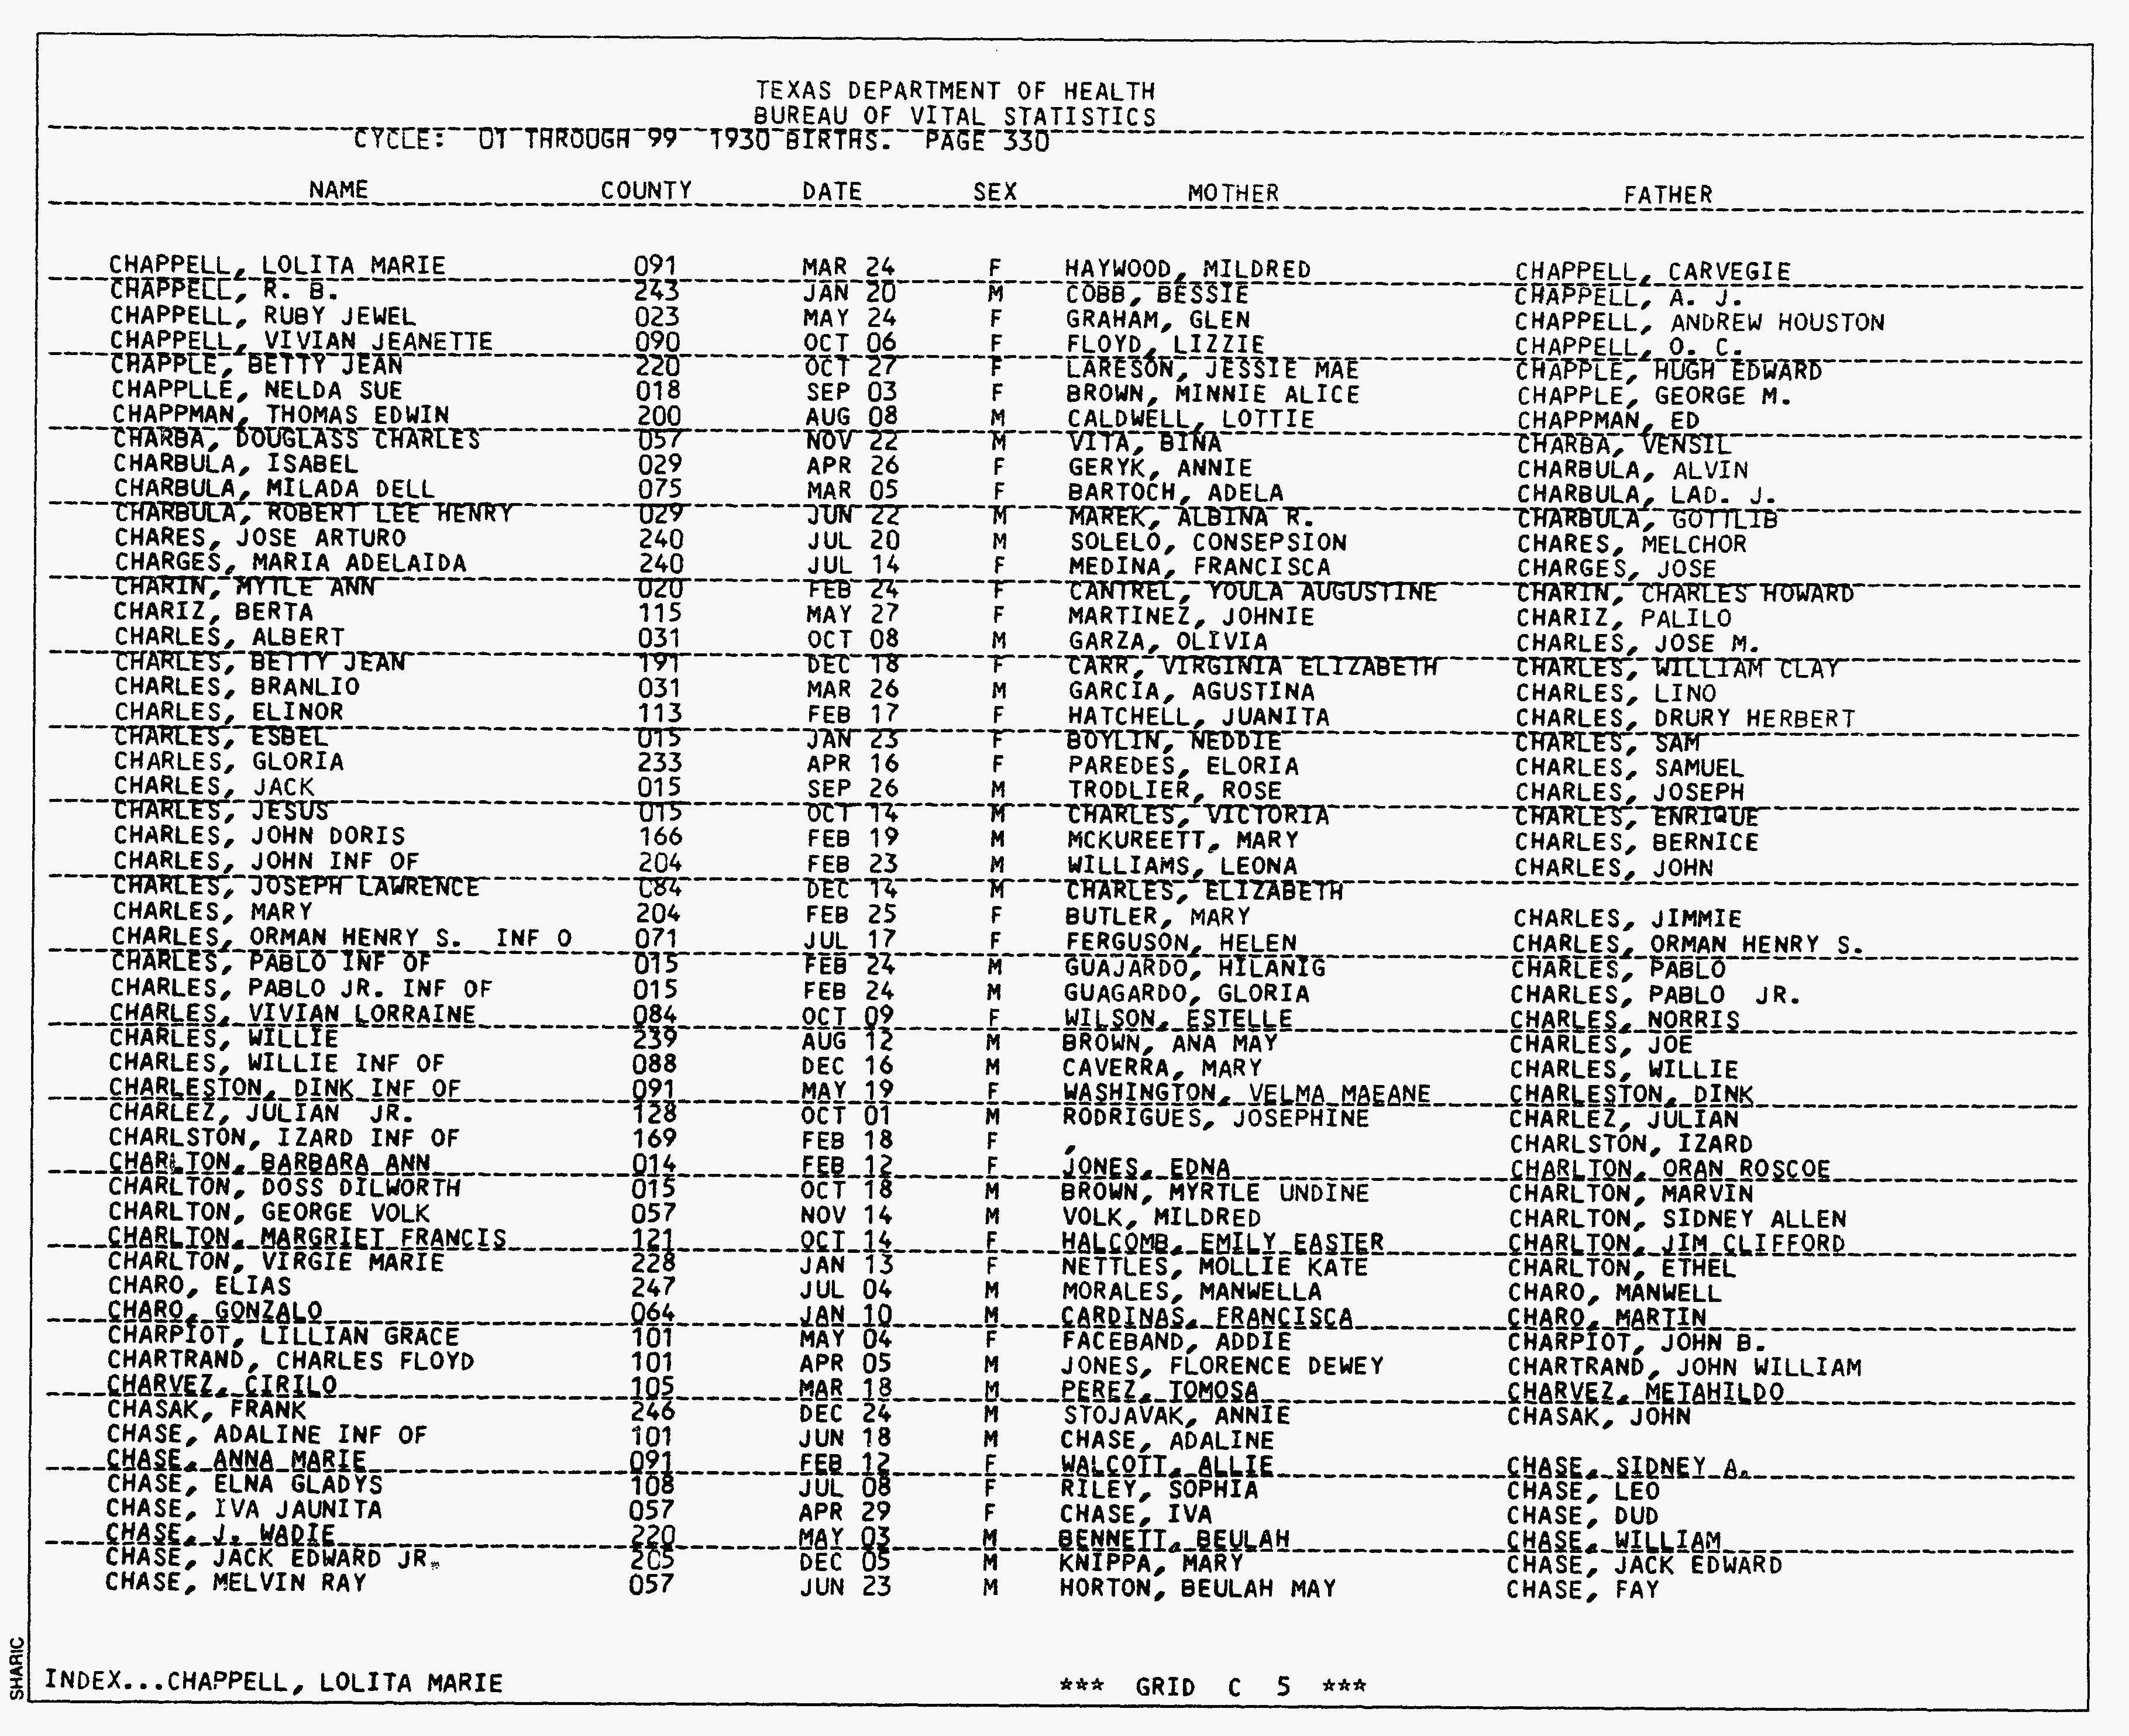 TEXAS DEPARTMENT OF HEALTH
BUREAU OF VITAL STATISTICS
CYCLE: 01 THROUGH 99 1930 BIRTHS. PAGE 330
NAME COUNTY DATE SEX MOTHER FATHER
CHAPPELL, LOLITA MARIE 091 MAR 24 F HAYWOOD, MILDRED CHAPPELL, CARVEGIE
CHAPPELL, R. B. 243 JAN 20 M COBB, BESSIE CHAPPELL, A. J.
CHAPPELL, RUBY JEWEL 023 MAY 24 F GRAHAM, GLEN CHAPPELL, ANDREW HOUSTON
CHAPPELL, VIVIAN JEANETTE 090 OCT 06 F FLOYD, LIZZIE CHAPPELL, O. C.
CHAPPLE, BETTY JEAN 220 OCT 27 F LARESON, JESSIE MAE CHAPPLE, HUGH EDWARD
CHAPPLLE, NELDA SUE 018 SEP 03 F BROWN, MINNIE ALICE CHAPPLE, GEORGE M.
CHAPPMAN, THOMAS EDWIN 200 AUG 08 M CALDWELL, LOTTIE CHAPPMAN, ED
CHARBA, DOUGLASS CHARLES 057 NOV 22 M VITA, BINA CHARBA, VENSIL
CHARBULA, ISABEL 029 APR 26 F GERYK, ANNIE CHARBULA, ALVIN
CHARBULA, MILADA DELL 075 MAR 05 F BARTOCH, ADELA CHARBULA, LAD. J.
CHARBULA, ROBERT LEE HENRY 029 JUN 22 M MAREK, ALBINA R. CHARBULA, GOTTLIB
CHARES, JOSE ARTURO 240 JUL 20 M SOLELO, CONSEPSION CHARES, MELCHOR
CHARGES, MARIA ADELAIDA 240 JUL 14 F MEDINA, FRANCISCA CHARGES, JOSE
CHARIN, MYTLE ANN 020 FEB 24 F CANTREL, YOULA AUGUSTINE CHARIN, CHARLES HOWARD
CHARIZ, BERTA 115 MAY 27 F MARTINEZ, JOHNIE CHARIZ, PALILO
CHARLES, ALBERT 031 OCT 08 M GARZA, OLIVIA CHARLES, JOSE M.
CHARLES, BETTY JEAN 191 DEC 18 F CARR, VIRGINIA ELIZABETH CHARLES, WILLIAM CLAY
CHARLES, BRANLIO 031 MAR 26 M GARCIA, AGUSTINA CHARLES, LINO
CHARLES, ELINOR 113 FEB 17 F HATCHELL, JUANITA CHARLES, DRURY HERBERT
CHARLES, ESBEL 015 JAN 23 F BOYLIN, NEDDIE CHARLES, SAM
CHARLES, GLORIA 233 APR 16 F PAREDES, ELORIA CHARLES, SAMUEL
CHARLES, JACK 015 SEP 26 M TRODLIER, ROSE CHARLES, JOSEPH
CHARLES, JESUS 015 OCT 14 M CHARLES, VICTORIA CHARLES, ENRIQUE
CHARLES, JOHN DORIS 166 FEB 19 M MCKUREETT, MARY CHARLES, BERNICE
CHARLES, JOHN INF OF 204 FEB 23 M WILLIAMS, LEONA CHARLES, JOHN
CHARLES, JOSEPH LAWRENCE 084 DEC 14 M CHARLES, ELIZABETH
CHARLES, MARY 204 FEB 25 F BUTLER, MARY CHARLES, JIMMIE
CHARLES, ORMAN HENRY S. INF O 071 JUL 17 F FERGUSON, HELEN CHARLES, ORMAN HENRY S.
CHARLES, PABLO INF OF 015 FEB 24 M GUAJARDO, HILANIG CHARLES, PABLO
CHARLES, PABLO JR. INF OF 015 FEB 24 M GUAGARDO, GLORIA CHARLES, PABLO JR.
CHARLES, VIVIAN LORRAINE 084 OCT 09 F WILSON, ESTELLE CHARLES, NORRIS
CHARLES, WILLIE 239 AUG 12 M BROWN, ANA MAY CHARLES, JOE
CHARLES, WILLIE INF OF 088 DEC 16 M CAVERRA, MARY CHARLES, WILLIE
CHARLESTON, DINK INF OF 091 MAY 19 F WASHINGTON, VELMA MAEANE CHARLESTON, DINK
CHARLEZ, JULIAN JR. 128 OCT 01 M RODRIGUES, JOSEPHINE CHARLEZ, JULIAN
CHARLSTON, IZARD INF OF 169 FEB 18 F , CHARLSTON, IZARD
CHARLTON, BARBARA ANN 014 FEB 12 F JONES, EDNA CHARLTON, ORAN ROSCOE
CHARLTON, DOSS DILWORTH 015 OCT 18 M BROWN, MYRTLE UNDINE CHARLTON, MARVIN
CHARLTON, GEORGE VOLK 057 NOV 14 M VOLK, MILDRED CHARLTON, SIDNEY ALLEN
CHARLTON, MARGRIET FRANCIS 121 OCT 14 F HALCOMB, EMILY EASTER CHARLTON, JIM CLIFFORD
CHARLTON, VIRGIE MARIE 228 JAN 13 F NETTLES, MOLLIE KATE CHARLTON, ETHEL
CHARO, ELIAS 247 JUL 04 M MORALES, MANWELLA CHARO, MANWELL
CHARO, GONZALO 064 JAN 10 M CARDINAS, FRANCISCA CHARO, MARTIN
CHARPIOT, LILLIAN GRACE 101 MAY 04 F FACEBAND, ADDIE CHARPIOT, JOHN B.
CHARTRAND, CHARLES FLOYD 101 APR 05 M JONES, FLORENCE DEWEY CHARTRAND, JOHN WILLIAM
CHARVEZ, CIRILO 105 MAR 18 M PEREZ, TOMOSA CHARVEZ, METAHILDO
CHASAK, FRANK 246 DEC 24 M STOJAVAK, ANNIE CHASAK, JOHN
CHASE, ADALINE INF OF 101 JUN 18 M CHASE, ADALINE
CHASE, ANNA MARIE 091 FEB 12 F WALCOTT, ALLIE CHASE, SIDNEY A.
CHASE, ELNA GLADYS 108 JUL 08 F RILEY, SOPHIA CHASE, LEO
CHASE, IVA JAUNITA 057 APR 29 F CHASE, IVA CHASE, DUD
CHASE, J. WADIE 220 MAY 03 M BENNETT, BEULAH CHASE, WILLIAM
CHASE, JACK EDWARD JR. 205 DEC 05 M KNIPPA, MARY CHASE, JACK EDWARD
CHASE, MELVIN RAY 057 JUN 23 M HORTON, BEULAH MAY CHASE, FAY
INDEX...CHAPPELL, LOLITA MARIE *** GRID C 5 ***
SHARIC